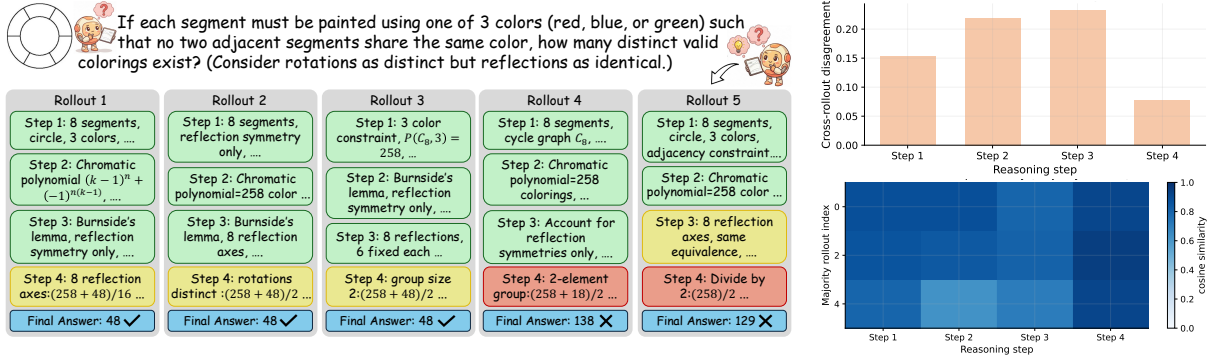 If each segment must be painted using one of 3 colors (red, blue, or green) such
that no two adjacent segments share the same color, how many distinct valid
colorings exist? (Consider rotations as distinct but reflections as identical.)
Rollout 1
Step 1: 8 segments,
circle, 3 colors, ....
Step 2: Chromatic
polynomial (k − 1)^n +
(−1)^{n(k−1)}, ....
Step 3: Burnside's
lemma, reflection
symmetry only, ....
Step 4: 8 reflection
axes:(258 + 48)/16 ...
Final Answer: 48 ✓
Rollout 2
Step 1: 8 segments,
reflection symmetry
only, ....
Step 2: Chromatic
polynomial=258 color ...
Step 3: Burnside's
lemma, 8 reflection
axes, ....
Step 4: rotations
distinct :(258 + 48)/2 ...
Final Answer: 48 ✓
Rollout 3
Step 1: 3 color
constraint, P(C₈, 3) =
258, ...
Step 2: Burnside's
lemma, reflection
symmetry only, ....
Step 3: 8 reflections,
6 fixed each ...
Step 4: group size
2:(258 + 48)/2 ...
Final Answer: 48 ✓
Rollout 4
Step 1: 8 segments,
cycle graph C₈, ....
Step 2: Chromatic
polynomial=258
colorings, ...
Step 3: Account for
reflection
symmetries only, ....
Step 4: 2-element
group:(258 + 18)/2 ...
Final Answer: 138 ✗
Rollout 5
Step 1: 8 segments,
circle, 3 colors,
adjacency constraint....
Step 2: Chromatic
polynomial=258 color ...
Step 3: 8 reflection
axes, same
equivalence, ....
Step 4: Divide by
2:(258)/2 ...
Final Answer: 129 ✗
Cross-rollout disagreement
0.20
0.15
0.10
0.05
0.00
Step 1 Step 2 Step 3 Step 4
Reasoning step
Majority rollout index
0
2
4
Step 1 Step 2 Step 3 Step 4
Reasoning step
1.0
0.8
0.6
0.4
0.2
0.0
cosine similarity